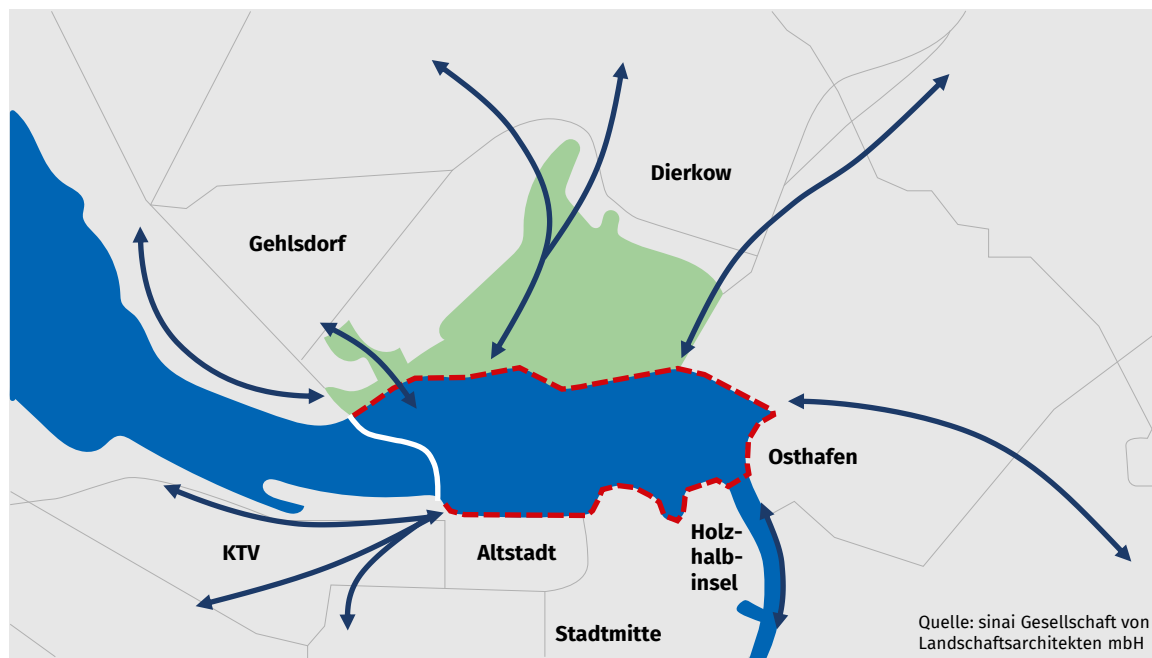 Dierkow
Gehlsdorf
Osthafen
KTV
Altstadt
Holz-
halb-
insel
Stadtmitte
Quelle: sinai Gesellschaft von
Landschaftsarchitekten mbH